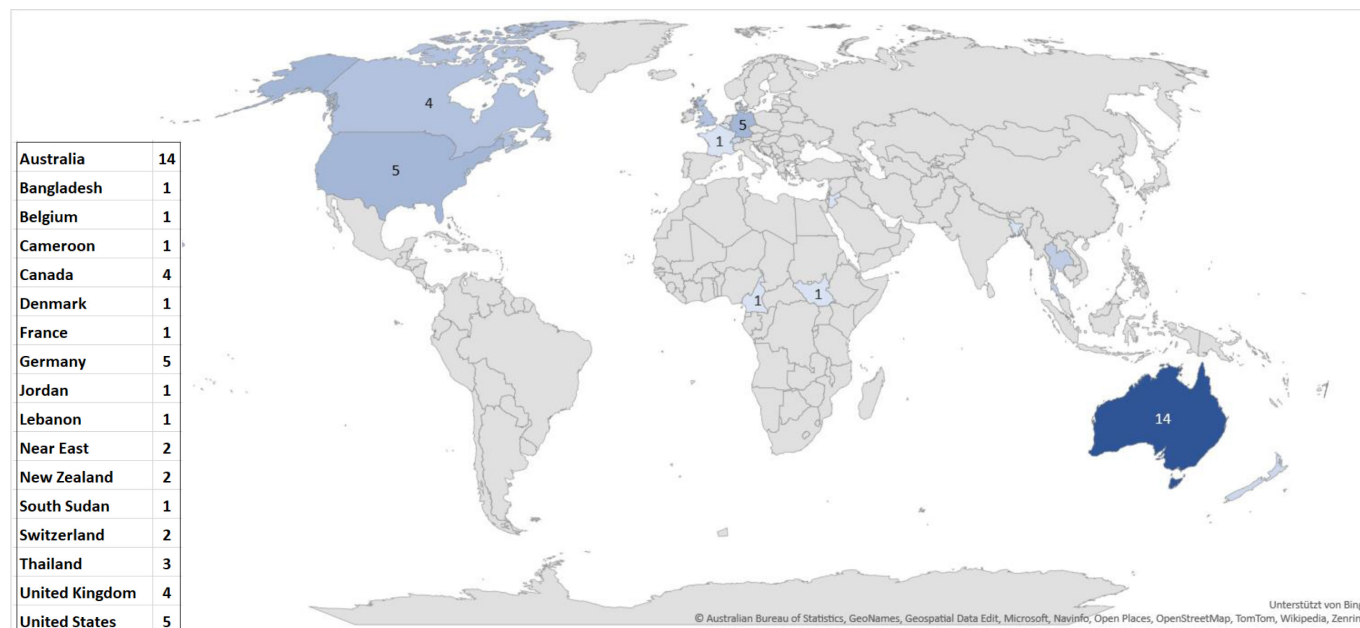 Australia 14
Bangladesh 1
Belgium 1
Cameroon 1
Canada 4
Denmark 1
France 1
Germany 5
Jordan 1
Lebanon 1
Near East 2
New Zealand 2
South Sudan 1
Switzerland 2
Thailand 3
United Kingdom 4
United States 5
4
5
5
1
1
1
14
Unterstützt von Bing
© Australian Bureau of Statistics, GeoNames, Geospatial Data Edit, Microsoft, Navinfo, Open Places, OpenStreetMap, TomTom, Wikipedia, Zenrin